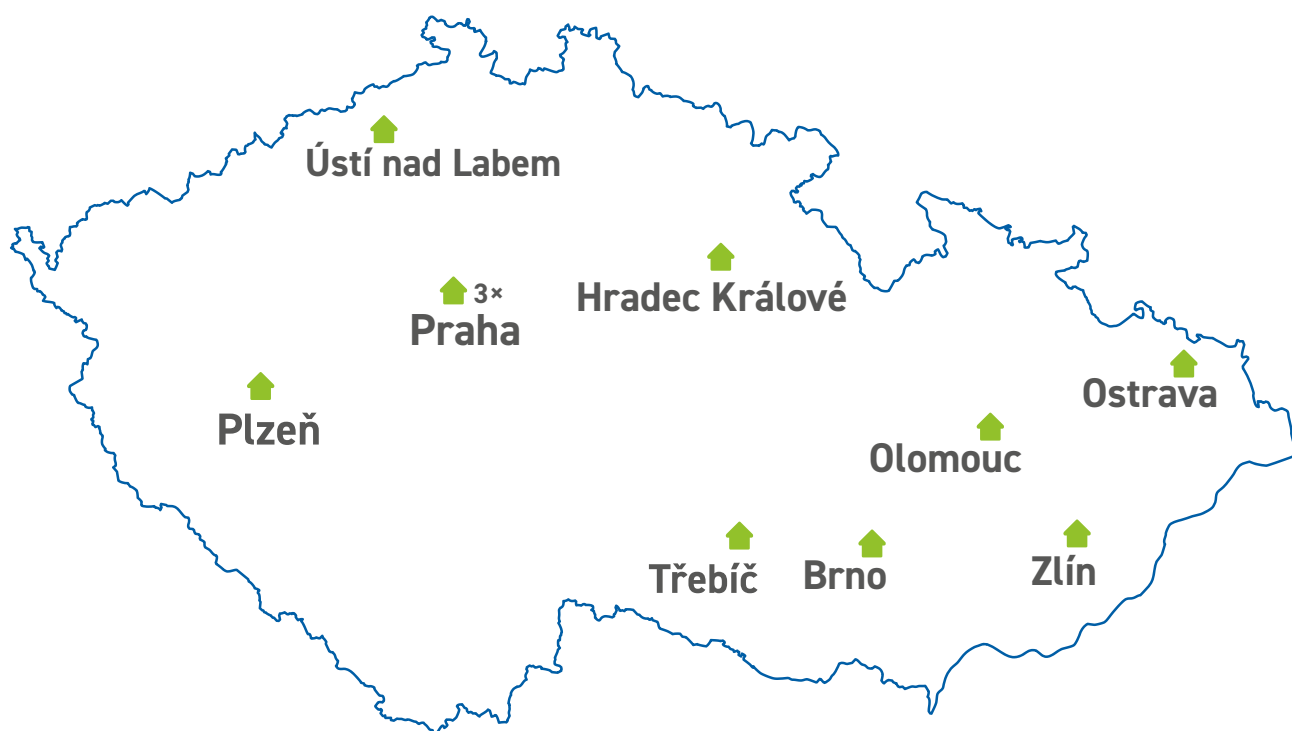 Ústí nad Labem
3×
Praha
Hradec Králové
Plzeň
Ostrava
Olomouc
Třebíč
Brno
Zlín